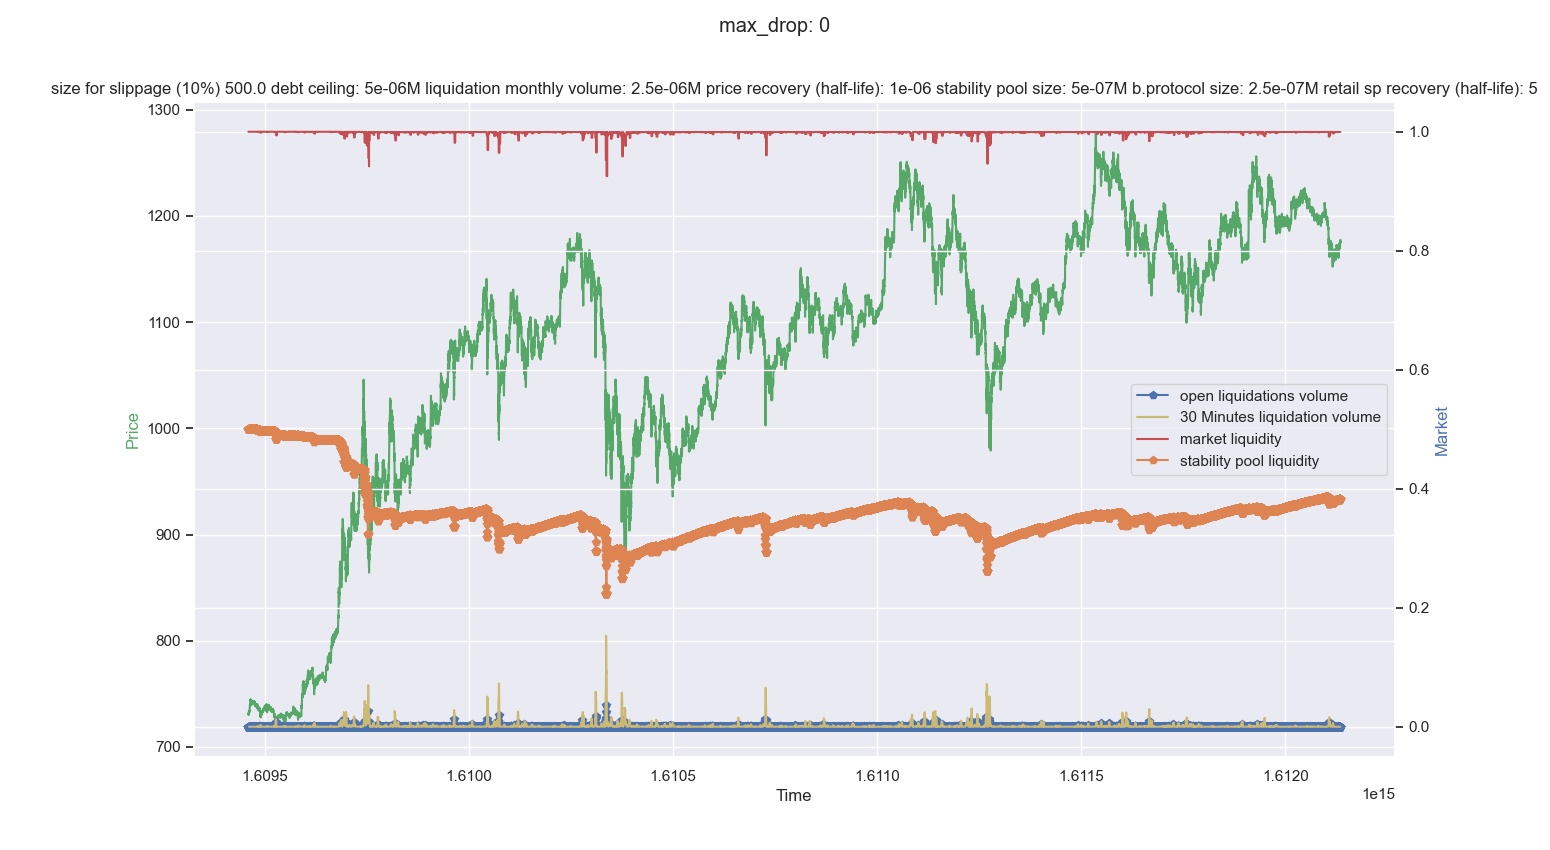 max_drop: 0
size for slippage (10%) 500.0 debt ceiling: 5e-06M liquidation monthly volume: 2.5e-06M price recovery (half-life): 1e-06 stability pool size: 5e-07M b.protocol size: 2.5e-07M retail sp recovery (half-life): 5
1300
1200
1100
1000
900
800
700
Price
1.0
0.8
0.6
0.4
0.2
0.0
Market
open liquidations volume
30 Minutes liquidation volume
market liquidity
stability pool liquidity
1.6095 1.6100 1.6105 1.6110 1.6115 1.6120
Time
1e15